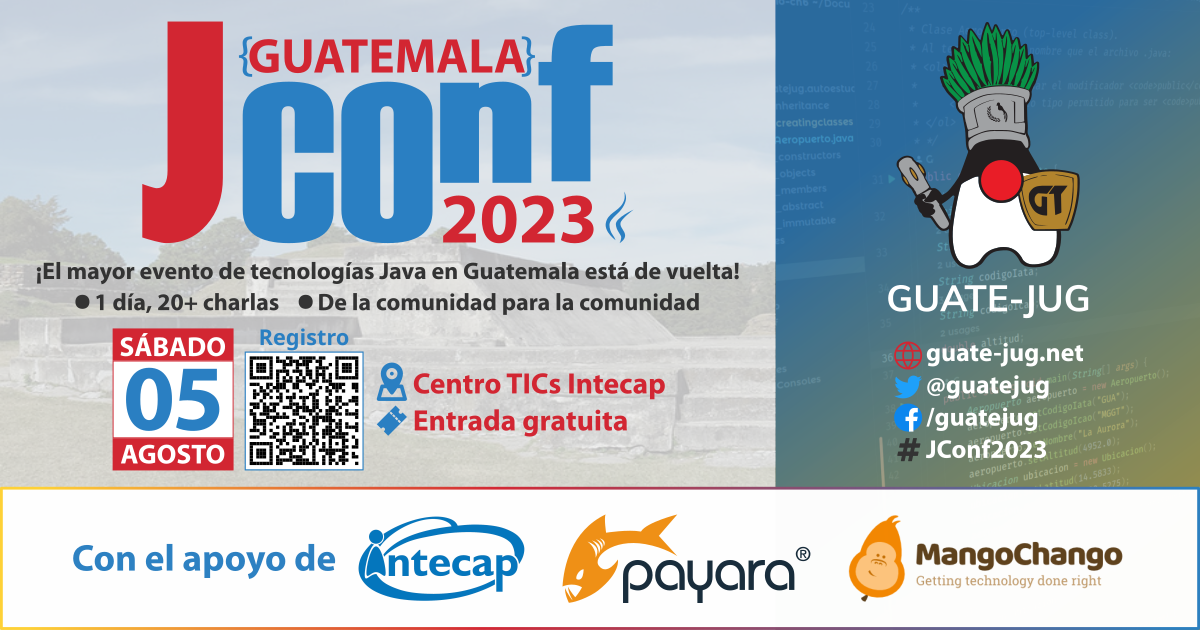 {GUATEMALA}
Jconf
2023
¡El mayor evento de tecnologías Java en Guatemala está de vuelta!
● 1 día, 20+ charlas ● De la comunidad para la comunidad
SÁBADO
05
AGOSTO
Registro
Centro TICs Intecap
Entrada gratuita
GT
GUATE-JUG
guate-jug.net
@guatejug
/guatejug
# JConf2023
Con el apoyo de
intecap
payara®
MangoChango
Getting technology done right